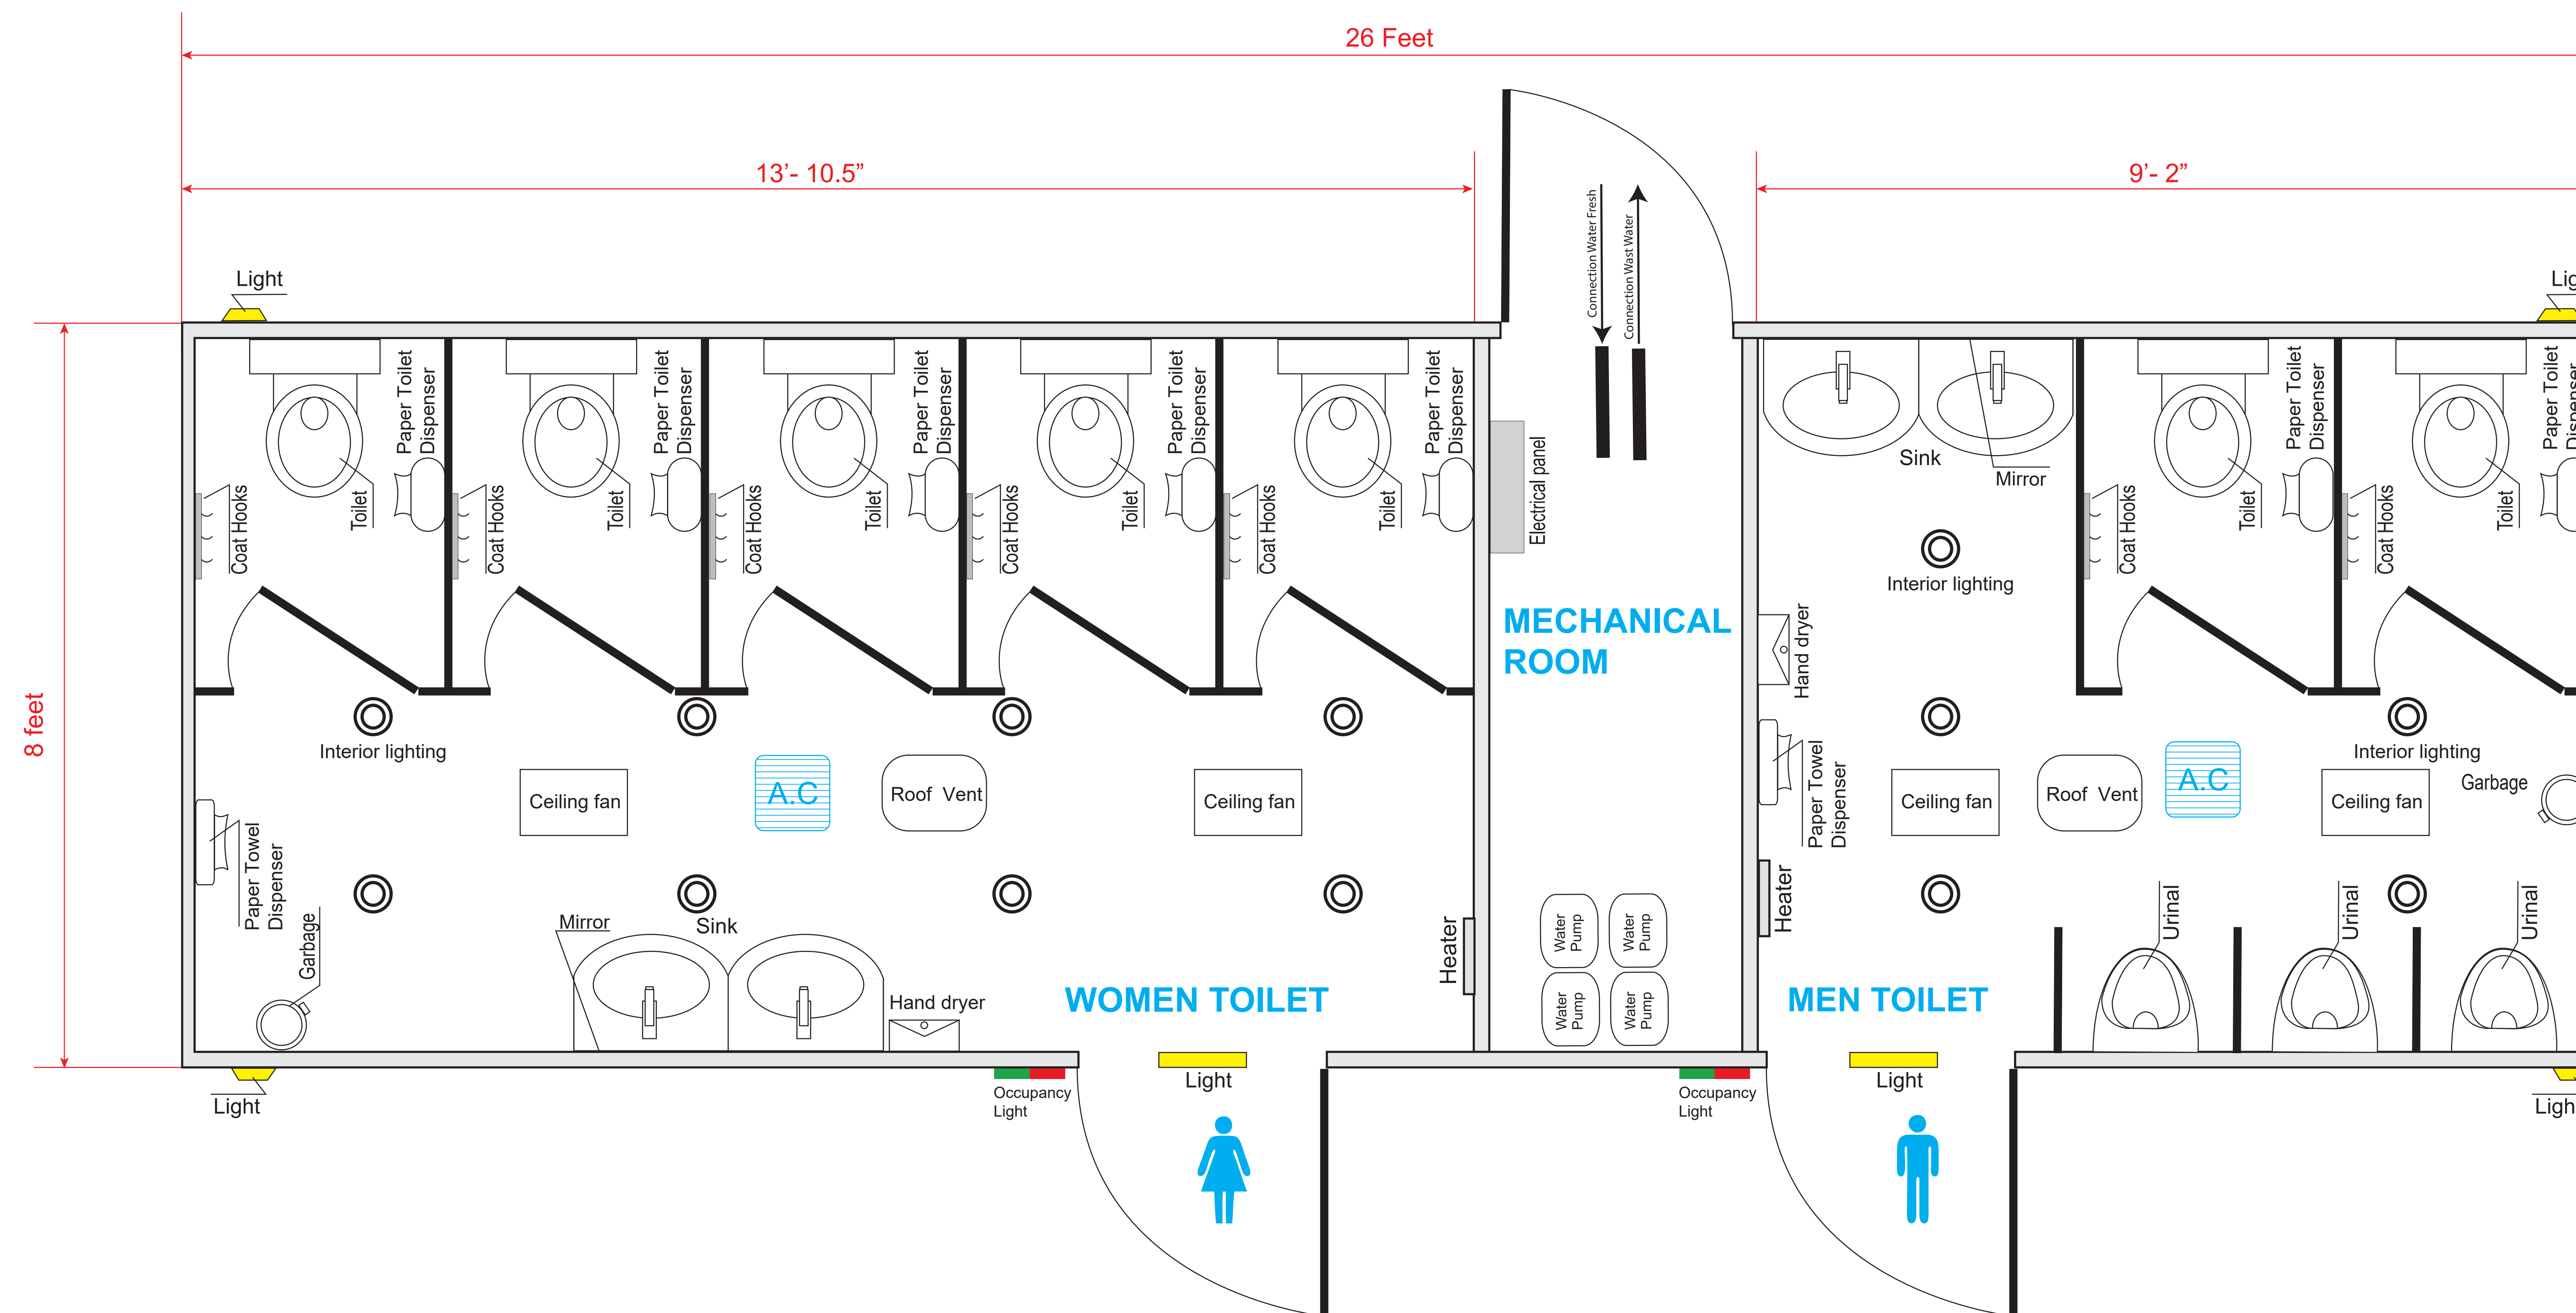 26 Feet
13’- 10.5”
9’- 2”
8 feet
Light
Connection Water Fresh
Connection Wast Water
Paper Toilet
Dispenser
Coat Hooks
Toilet
Paper Toilet
Dispenser
Coat Hooks
Toilet
Paper Toilet
Dispenser
Coat Hooks
Toilet
Paper Toilet
Dispenser
Coat Hooks
Toilet
Paper Toilet
Dispenser
Coat Hooks
Toilet
Electrical panel
Sink
Mirror
Paper Toilet
Dispenser
Coat Hooks
Toilet
Paper Toilet
Dispenser
Coat Hooks
Toilet
Interior lighting
MECHANICAL
ROOM
Hand dryer
Interior lighting
Ceiling fan
A.C
Roof Vent
Ceiling fan
Paper Towel
Dispenser
Ceiling fan
Roof Vent
A.C
Interior lighting
Ceiling fan
Garbage
Paper Towel
Dispenser
Garbage
Mirror
Sink
Hand dryer
WOMEN TOILET
Heater
Water
Pump
Water
Pump
Water
Pump
Water
Pump
Heater
MEN TOILET
Urinal
Urinal
Urinal
Light
Occupancy
Light
Light
Occupancy
Light
Light